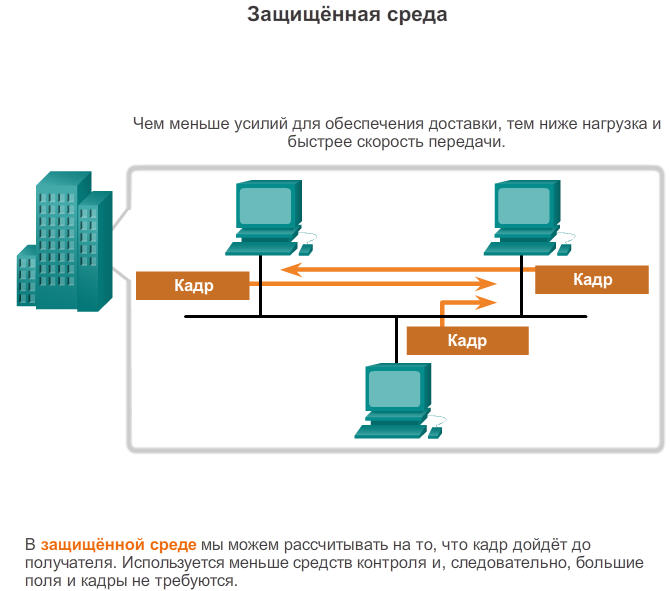 Защищённая среда
Чем меньше усилий для обеспечения доставки, тем ниже нагрузка и
быстрее скорость передачи.
Кадр
Кадр
Кадр
В защищённой среде мы можем рассчитывать на то, что кадр дойдёт до
получателя. Используется меньше средств контроля и, следовательно, большие
поля и кадры не требуются.